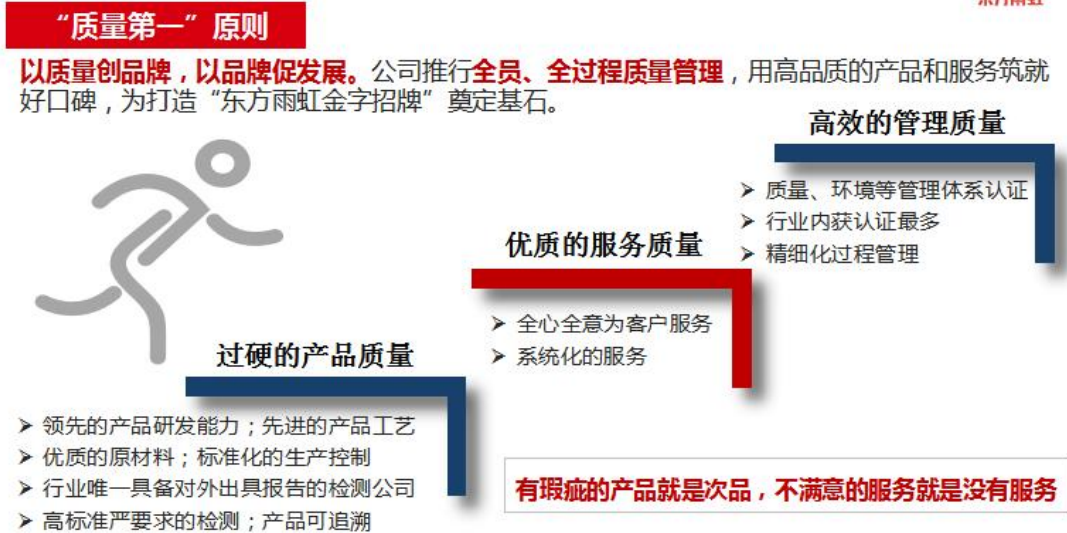 “质量第一”原则
以质量创品牌，以品牌促发展。公司推行全员、全过程质量管理，用高品质的产品和服务筑就
好口碑，为打造“东方雨虹金字招牌”奠定基石。
高效的管理质量
➤ 质量、环境等管理体系认证
➤ 行业内获认证最多
➤ 精细化过程管理
优质的服务质量
➤ 全心全意为客户服务
➤ 系统化的服务
过硬的产品质量
➤ 领先的产品研发能力；先进的产品工艺
➤ 优质的原材料；标准化的生产控制
➤ 行业唯一具备对外出具报告的检测公司
➤ 高标准严要求的检测；产品可追溯
有瑕疵的产品就是次品，不满意的服务就是没有服务